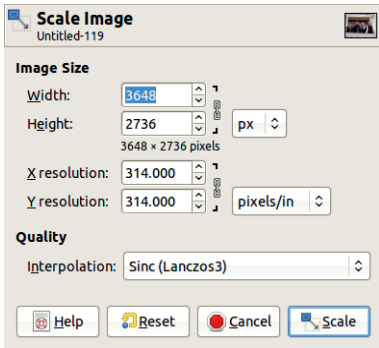 Scale Image
Untitled-119
Image Size
Width: 3648
Height: 2736 px
3648 × 2736 pixels
X resolution: 314.000
Y resolution: 314.000 pixels/in
Quality
Interpolation: Sinc (Lanczos3)
Help Reset Cancel Scale